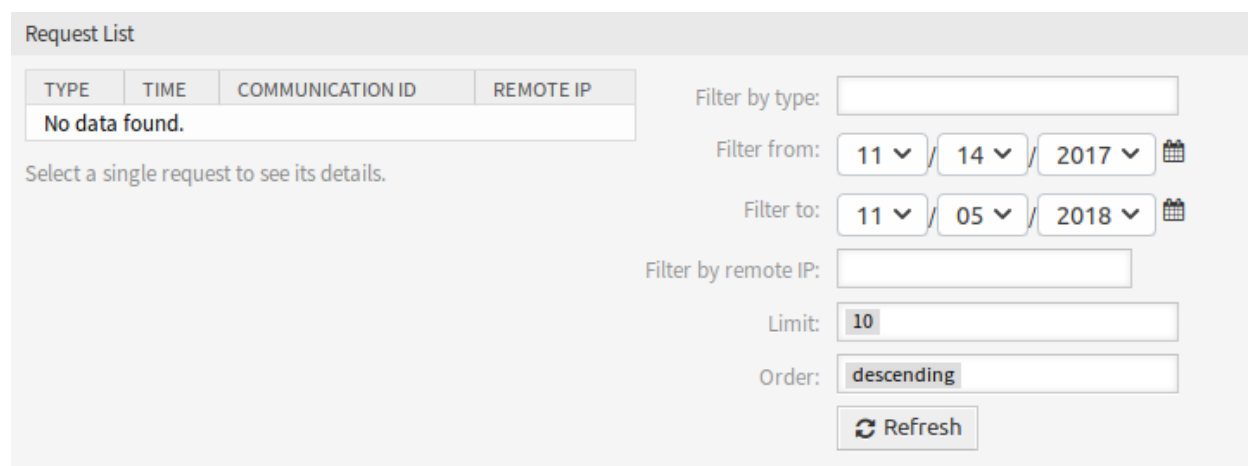 Request List
TYPE TIME COMMUNICATION ID REMOTE IP
No data found.
Select a single request to see its details.
Filter by type:
Filter from: 11 / 14 / 2017
Filter to: 11 / 05 / 2018
Filter by remote IP:
Limit: 10
Order: descending
Refresh